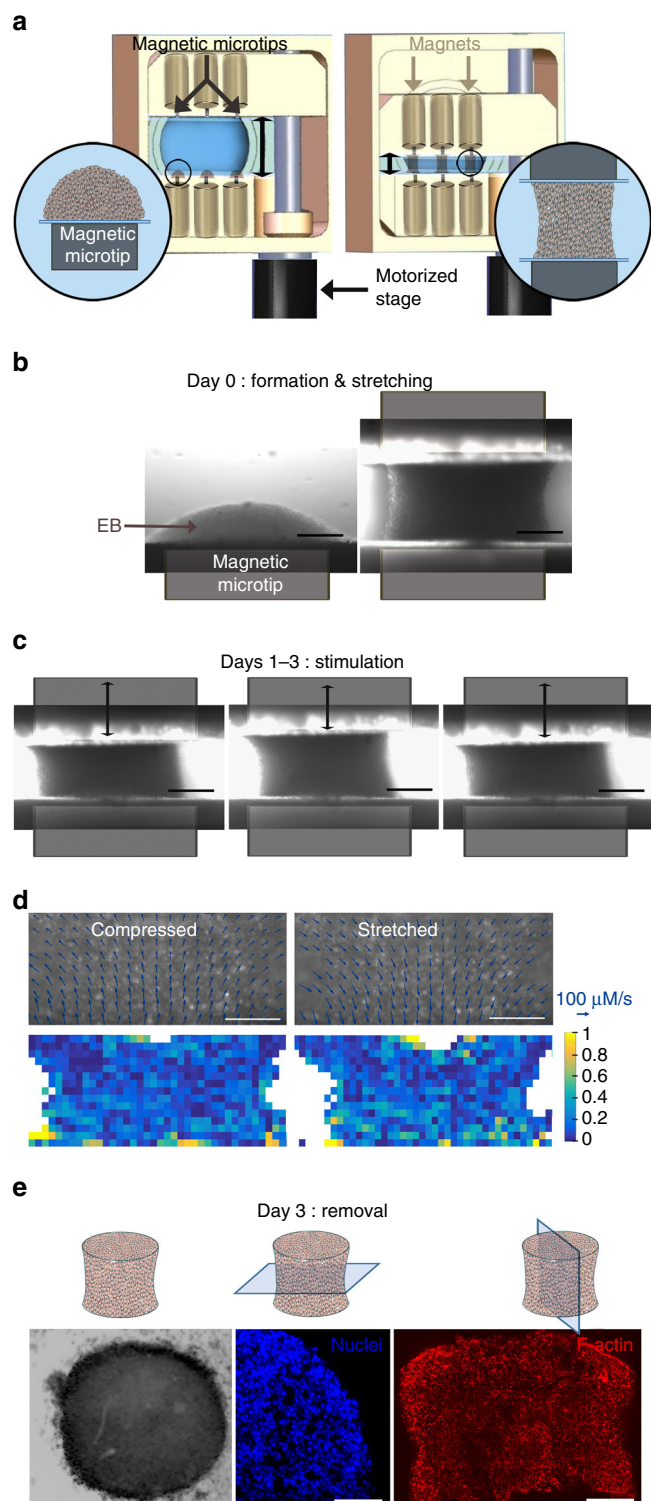 a
Magnetic microtips
Magnets
Magnetic
microtip
Motorized
stage
b
Day 0 : formation & stretching
EB
Magnetic
microtip
c
Days 1–3 : stimulation
d
Compressed
Stretched
100 μM/s
1
0.8
0.6
0.4
0.2
0
e
Day 3 : removal
Nuclei
F-actin